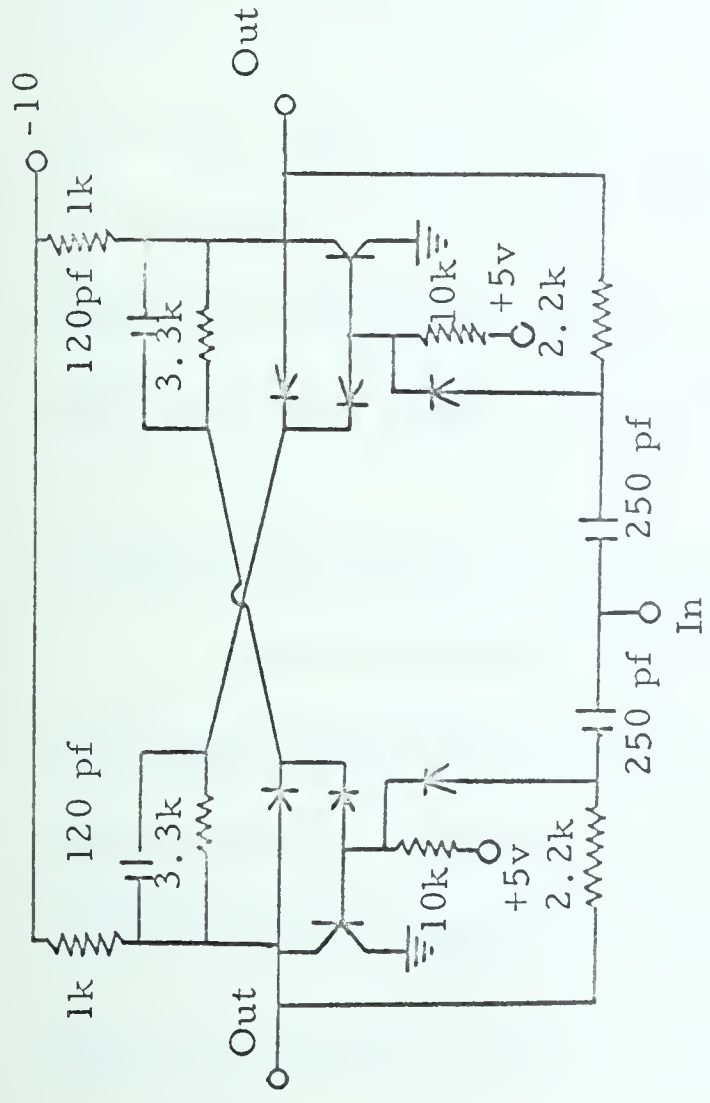 -10
1k
120 pf
120pf
1k
3.3k
3.3k
Out
Out
10k
10k
+5v
+5v
2.2k
2.2k
250 pf
250 pf
In